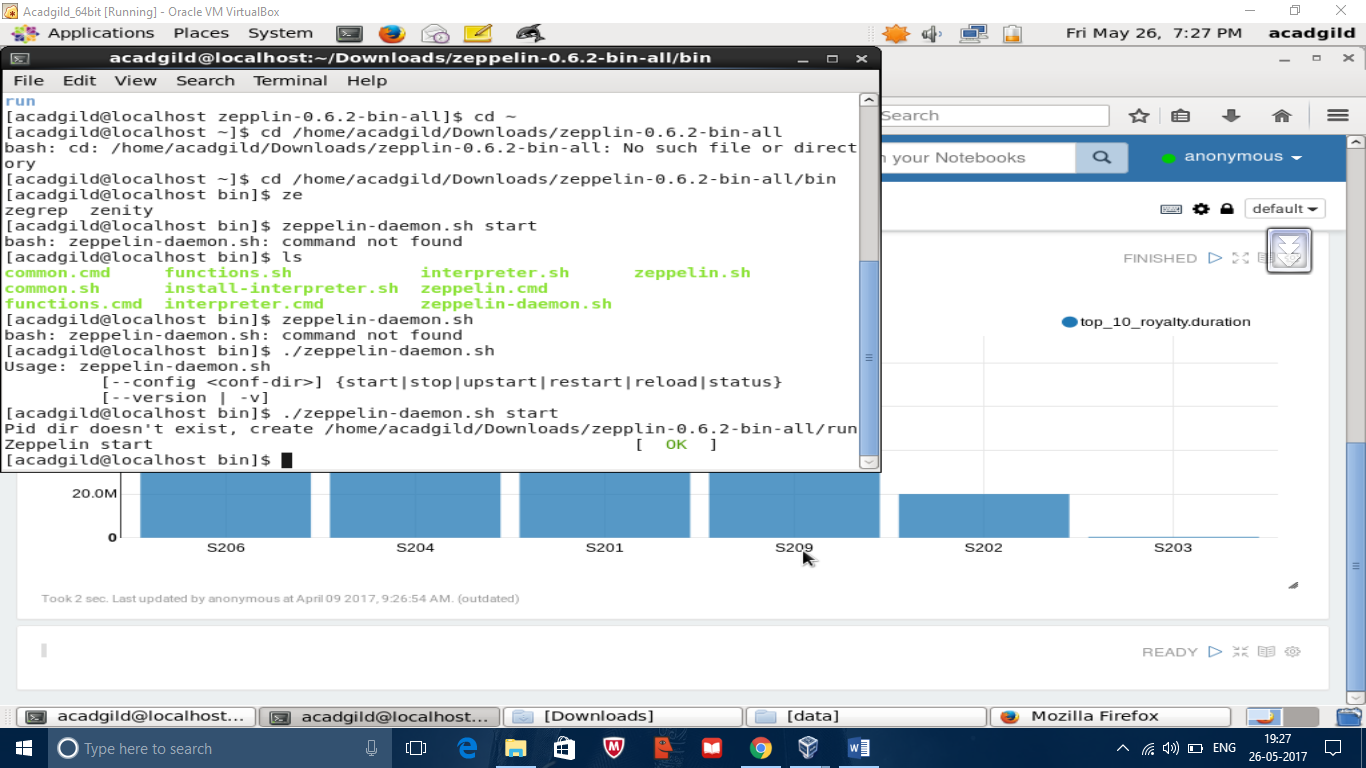 Acadgild_64bit [Running] - Oracle VM VirtualBox
Applications Places System
Fri May 26, 7:27 PM acadgild
acadgild@localhost:~/Downloads/zeppelin-0.6.2-bin-all/bin
File Edit View Search Terminal Help
run
[acadgild@localhost zepplin-0.6.2-bin-all]$ cd ~
[acadgild@localhost ~]$ cd /home/acadgild/Downloads/zepplin-0.6.2-bin-all
bash: cd: /home/acadgild/Downloads/zepplin-0.6.2-bin-all: No such file or direct
ory
[acadgild@localhost ~]$ cd /home/acadgild/Downloads/zeppelin-0.6.2-bin-all/bin
[acadgild@localhost bin]$ ze
zegrep zenity
[acadgild@localhost bin]$ zeppelin-daemon.sh start
bash: zeppelin-daemon.sh: command not found
[acadgild@localhost bin]$ ls
common.cmd functions.sh interpreter.sh zeppelin.sh
common.sh install-interpreter.sh zeppelin.cmd
functions.cmd interpreter.cmd zeppelin-daemon.sh
[acadgild@localhost bin]$ zeppelin-daemon.sh
bash: zeppelin-daemon.sh: command not found
[acadgild@localhost bin]$ ./zeppelin-daemon.sh
Usage: zeppelin-daemon.sh
[--config <conf-dir>] {start|stop|upstart|restart|reload|status}
[--version | -v]
[acadgild@localhost bin]$ ./zeppelin-daemon.sh start
Pid dir doesn't exist, create /home/acadgild/Downloads/zepplin-0.6.2-bin-all/run
Zeppelin start [ OK ]
[acadgild@localhost bin]$
Search
n your Notebooks
anonymous
default
FINISHED
top_10_royalty.duration
20.0M
0
S206 S204 S201 S209 S202 S203
Took 2 sec. Last updated by anonymous at April 09 2017, 9:26:54 AM. (outdated)
READY
acadgild@localhost... acadgild@localhost... [Downloads] [data] Mozilla Firefox
Type here to search
ENG
19:27
26-05-2017